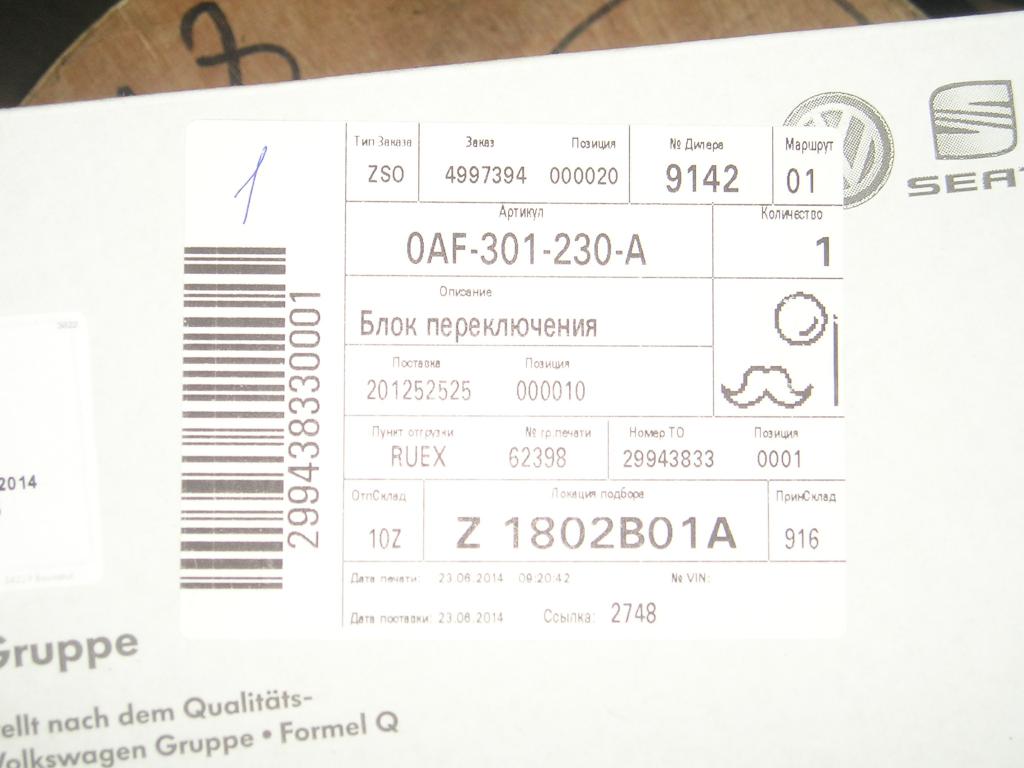 1
Тип Заказа Заказ Позиция № Дилера Маршрут
ZSO 4997394 000020 9142 01
SEAT
Артикул Количество
0AF-301-230-A 1
Описание
Блок переключения
Поставка Позиция
201252525 000010
Пункт отгрузки № гр.печати Номер ТО Позиция
RUEX 62398 29943833 0001
ОтпСклад Локация подбора ПринСклад
10Z Z 1802B01A 916
Дата печати: 23.06.2014 09:20:42 № VIN:
Дата поставки: 23.06.2014 Ссылка: 2748
299438330001
2014
Gruppe
ellt nach dem Qualitäts-
Volkswagen Gruppe • Formel Q